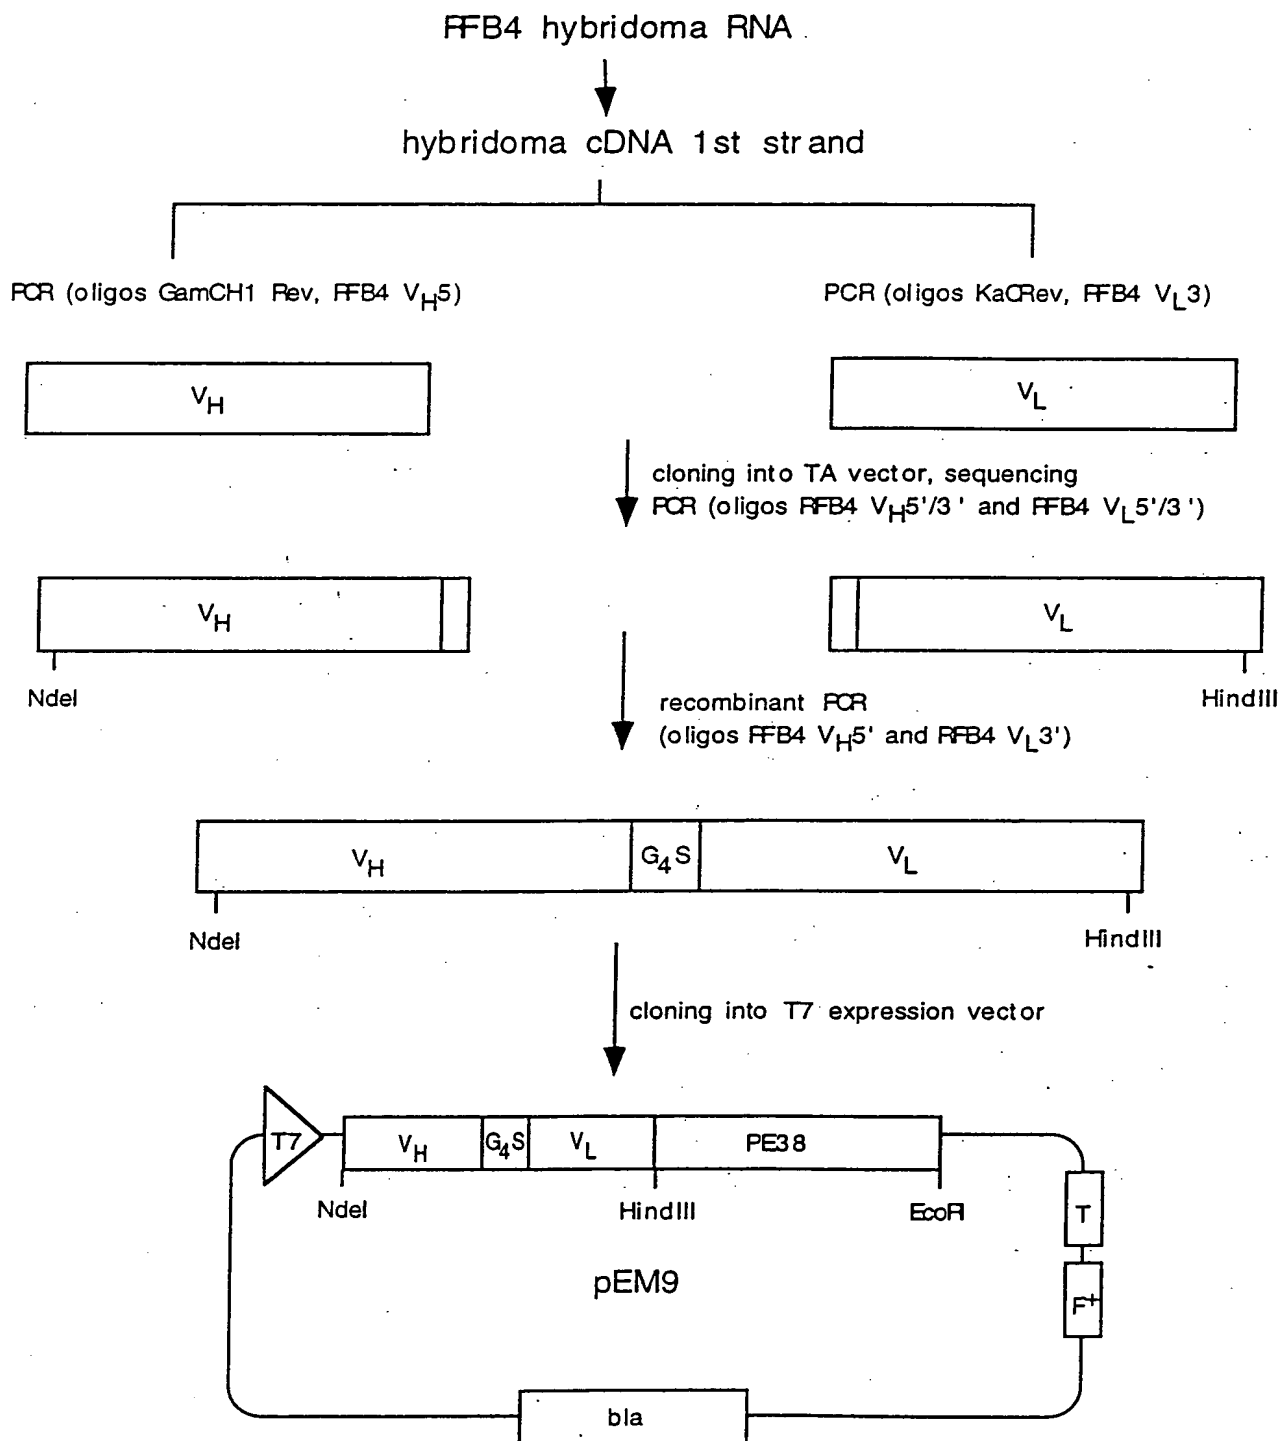 RFB4 hybridoma RNA
hybridoma cDNA 1st strand
PCR (oligos GamCH1 Rev, RFB4 VH5)
PCR (oligos KaCRev, RFB4 VL3)
VH
VL
cloning into TA vector, sequencing
PCR (oligos RFB4 VH5'/3' and RFB4 VL5'/3')
VH
VL
NdeI
HindIII
recombinant PCR
(oligos RFB4 VH5' and RFB4 VL3')
VH
G4S
VL
NdeI
HindIII
cloning into T7 expression vector
T7
VH
G4S
VL
PE38
NdeI
HindIII
EcoRI
T
F+
pEM9
bla